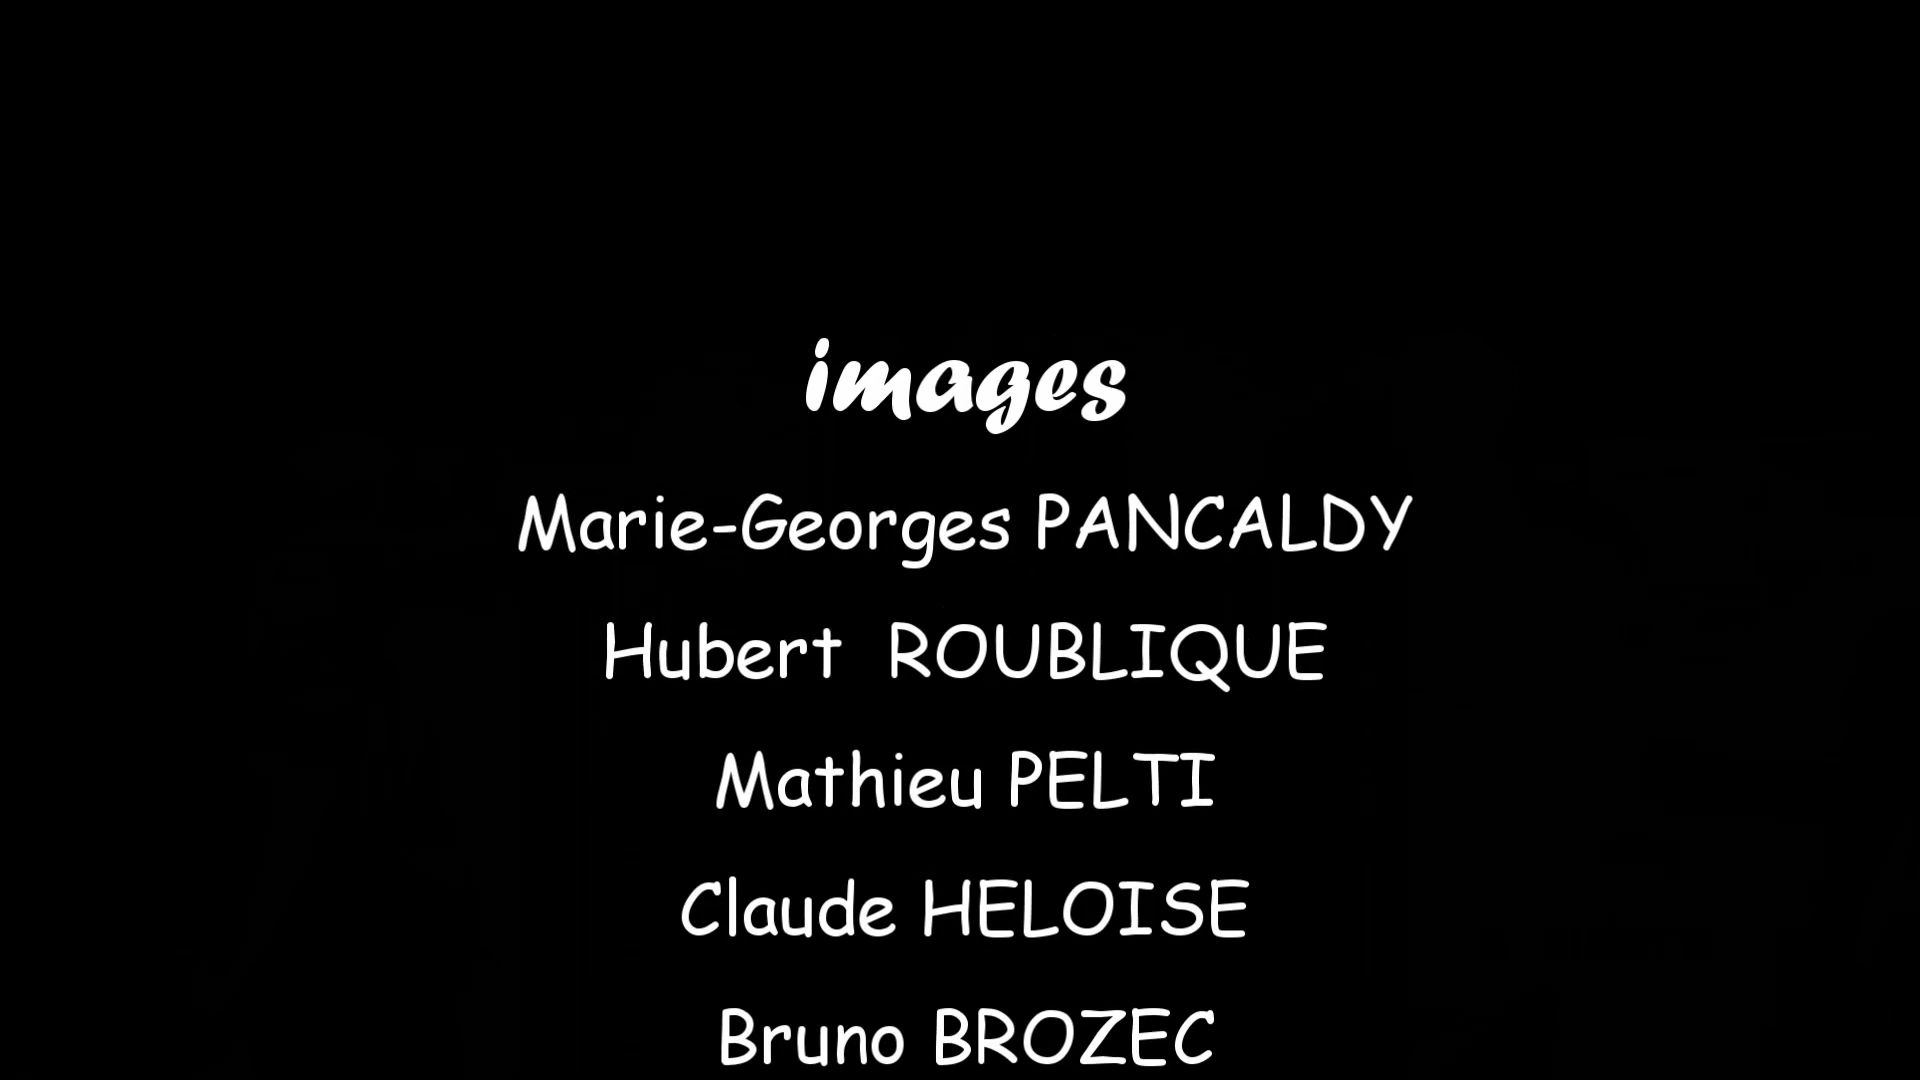 images
Marie-Georges PANCALDY
Hubert ROUBLIQUE
Mathieu PELTI
Claude HELOISE
Bruno BROZEC